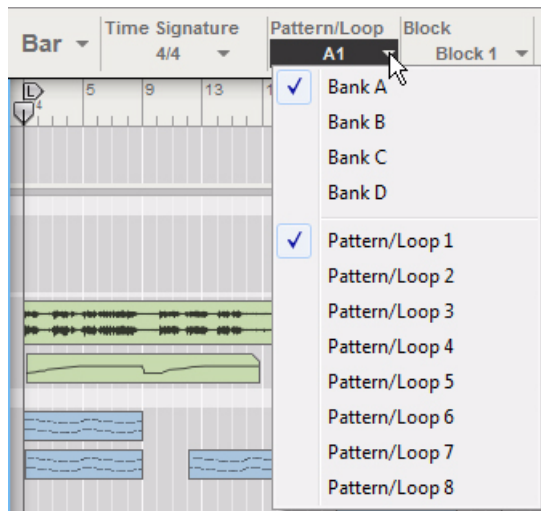 Bar
Time Signature
4/4
Pattern/Loop
A1
Block
Block 1
L
5
9
13
Bank A
Bank B
Bank C
Bank D
Pattern/Loop 1
Pattern/Loop 2
Pattern/Loop 3
Pattern/Loop 4
Pattern/Loop 5
Pattern/Loop 6
Pattern/Loop 7
Pattern/Loop 8